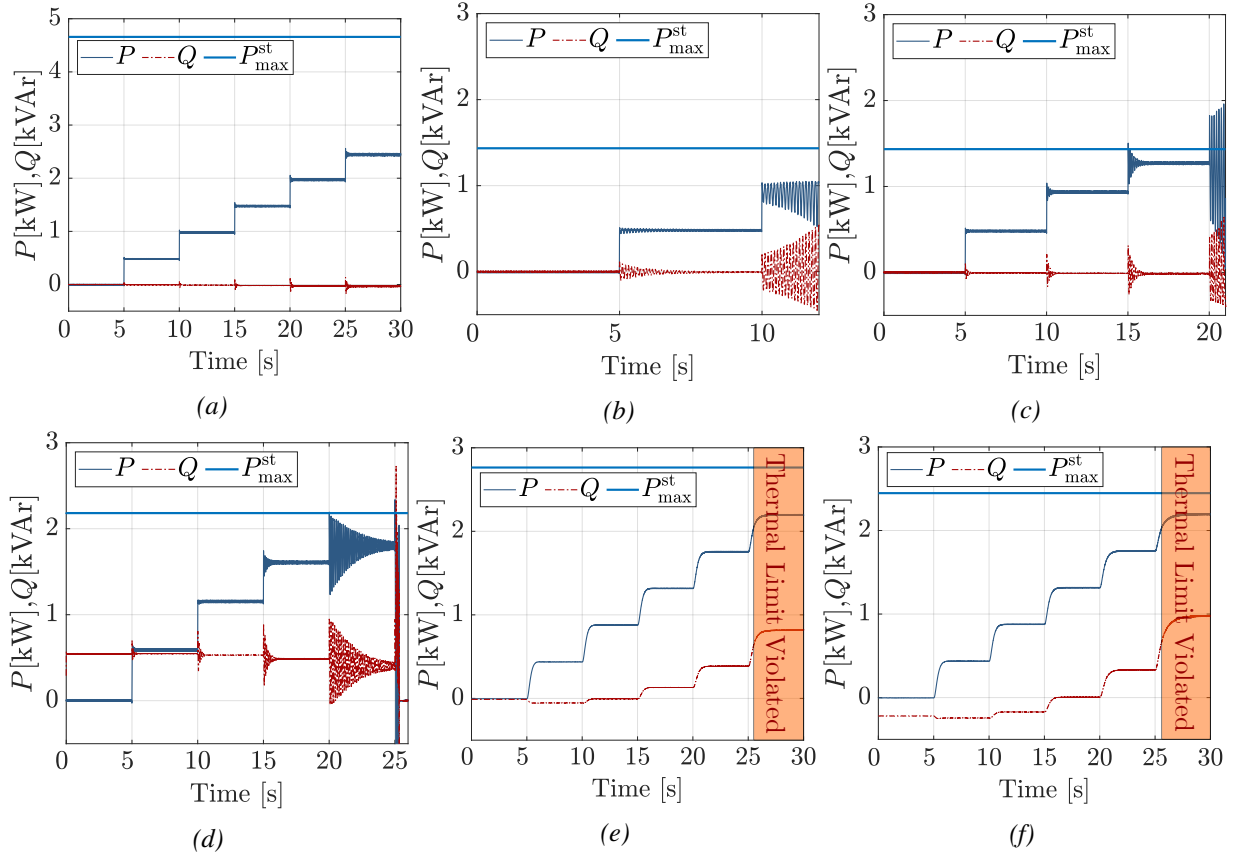 P[kW],Q[kVAr]
5
4
3
2
1
0
P Q P^st_max
0 5 10 15 20 25 30
Time [s]
(a)
P[kW],Q[kVAr]
3
2
1
0
P Q P^st_max
0 5 10
Time [s]
(b)
P[kW],Q[kVAr]
3
2
1
0
P Q P^st_max
0 5 10 15 20
Time [s]
(c)
P[kW],Q[kVAr]
3
2
1
0
P Q P^st_max
0 5 10 15 20 25
Time [s]
(d)
P[kW],Q[kVAr]
3
2
1
0
P Q P^st_max
Thermal Limit Violated
0 5 10 15 20 25 30
Time [s]
(e)
P[kW],Q[kVAr]
3
2
1
0
P Q P^st_max
Thermal Limit Violated
0 5 10 15 20 25 30
Time [s]
(f)